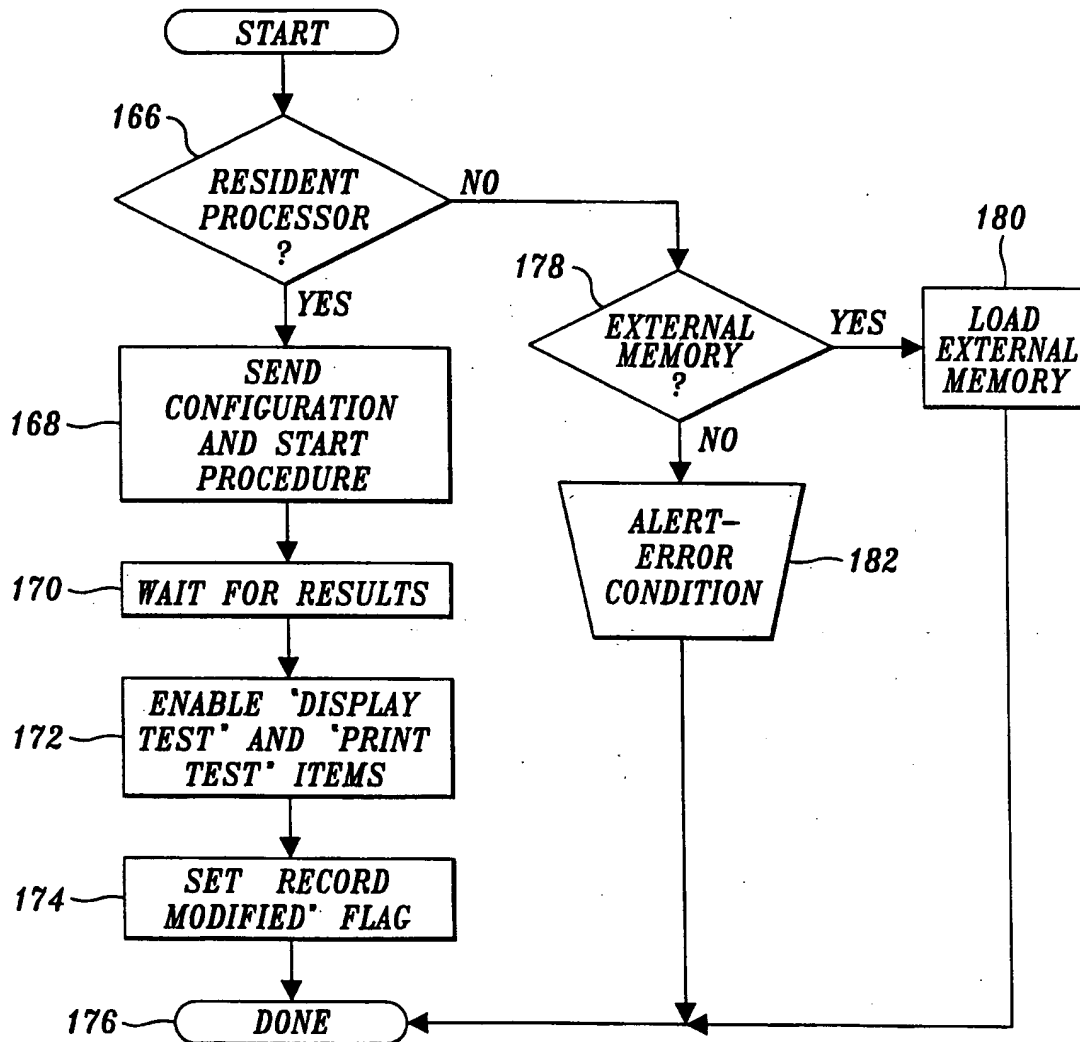 START
166
RESIDENT
PROCESSOR
?
NO
YES
178
EXTERNAL
MEMORY
?
YES
NO
180
LOAD
EXTERNAL
MEMORY
168
SEND
CONFIGURATION
AND START
PROCEDURE
ALERT-
ERROR
CONDITION
182
170
WAIT FOR RESULTS
172
ENABLE "DISPLAY
TEST" AND "PRINT
TEST" ITEMS
174
SET RECORD
MODIFIED" FLAG
176
DONE